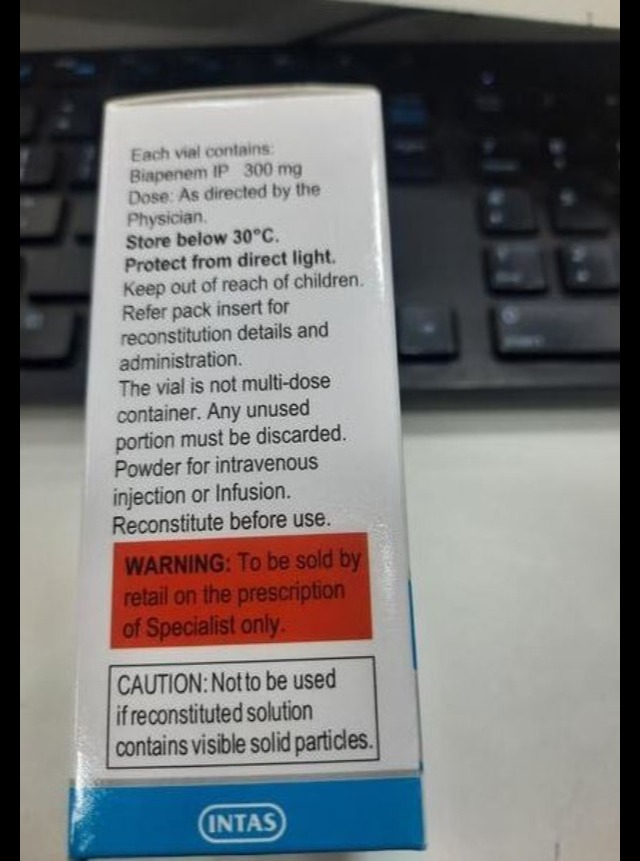 Each vial contains:
Biapenem IP 300 mg
Dose: As directed by the
Physician.
Store below 30°C.
Protect from direct light.
Keep out of reach of children.
Refer pack insert for
reconstitution details and
administration.
The vial is not multi-dose
container. Any unused
portion must be discarded.
Powder for intravenous
injection or Infusion.
Reconstitute before use.
WARNING: To be sold by
retail on the prescription
of Specialist only.
CAUTION: Not to be used
if reconstituted solution
contains visible solid particles.
INTAS